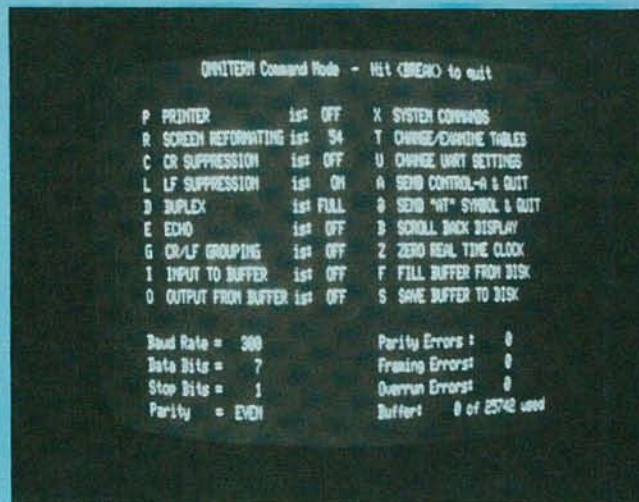 OMNITERM Command Mode - Hit <BREAK> to quit
P PRINTER is: OFF X SYSTEM COMMANDS
R SCREEN REFORMATING is: 54 T CHANGE/EXAMINE TABLES
C CR SUPPRESSION is: OFF U CHANGE UART SETTINGS
L LF SUPPRESSION is: ON A SEND CONTROL-A & QUIT
D DUPLEX is: FULL @ SEND "AT" SYMBOL & QUIT
E ECHO is: OFF B SCROLL BACK DISPLAY
G CR/LF GROUPING is: OFF Z ZERO REAL TIME CLOCK
I INPUT TO BUFFER is: OFF F FILL BUFFER FROM DISK
O OUTPUT FROM BUFFER is: OFF S SAVE BUFFER TO DISK
Baud Rate = 300 Parity Errors : 0
Data Bits = 7 Framing Errors: 0
Stop Bits = 1 Overrun Errors: 0
Parity = EVEN Buffer: 0 of 25742 used